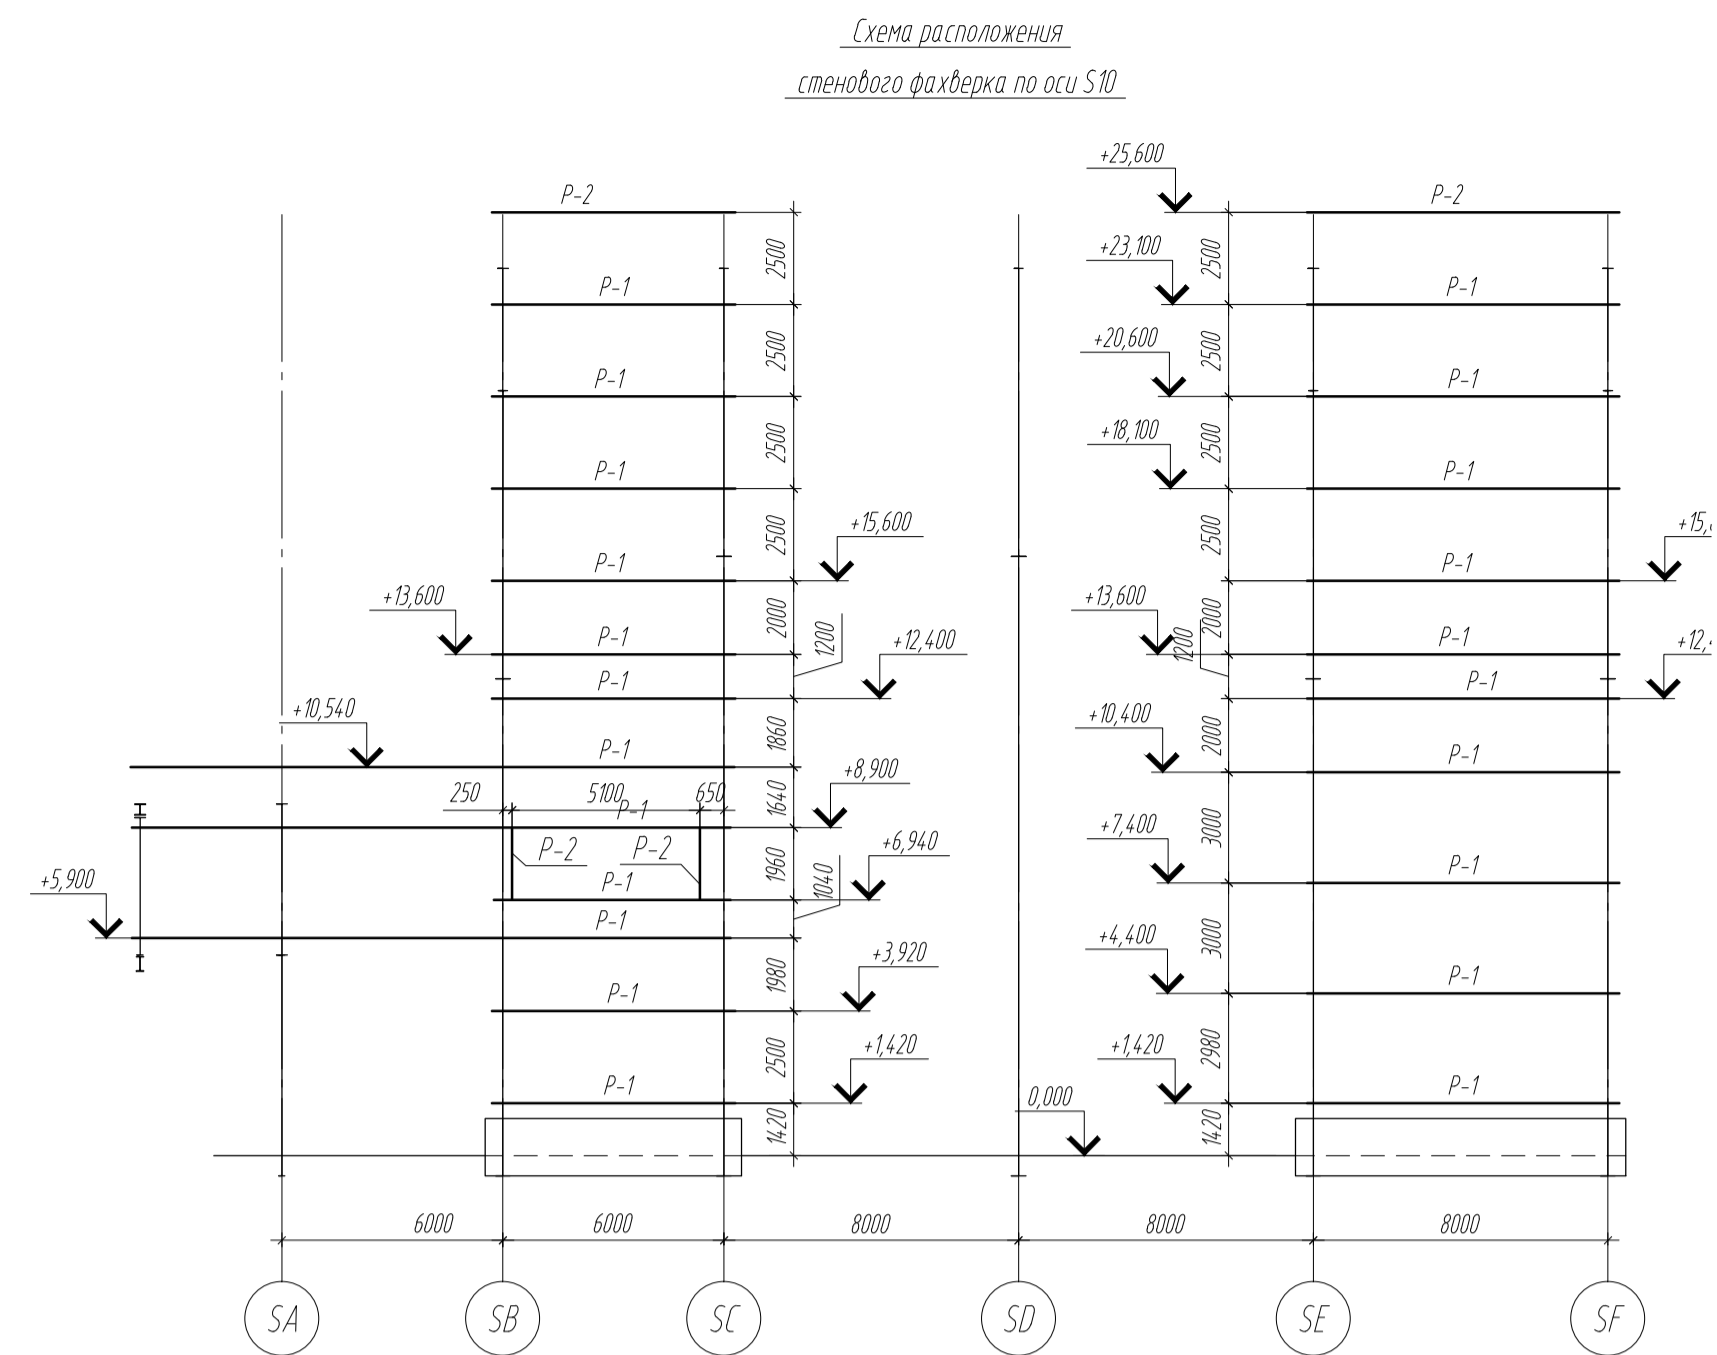 Схема расположения
стенового фахверка по оси S10
+25,600
Р-2
Р-2
+23,100
2500
2500
Р-1
Р-1
+20,600
2500
2500
Р-1
Р-1
+18,100
2500
2500
Р-1
Р-1
+15,600
2500
2500
Р-1
Р-1
+13,600
2000
1200
+12,400
+13,600
2000
1200
Р-1
Р-1
Р-1
Р-1
+10,540
+10,400
1860
2000
Р-1
Р-1
250
5100
650
1640
+8,900
Р-1
+7,400
3000
Р-2
Р-2
+6,940
1960
1040
+5,900
Р-1
Р-1
Р-1
+4,400
3000
+3,920
1980
Р-1
Р-1
+1,420
+1,420
2500
2980
Р-1
Р-1
0,000
1420
1420
6000
6000
8000
8000
8000
SA
SB
SC
SD
SE
SF